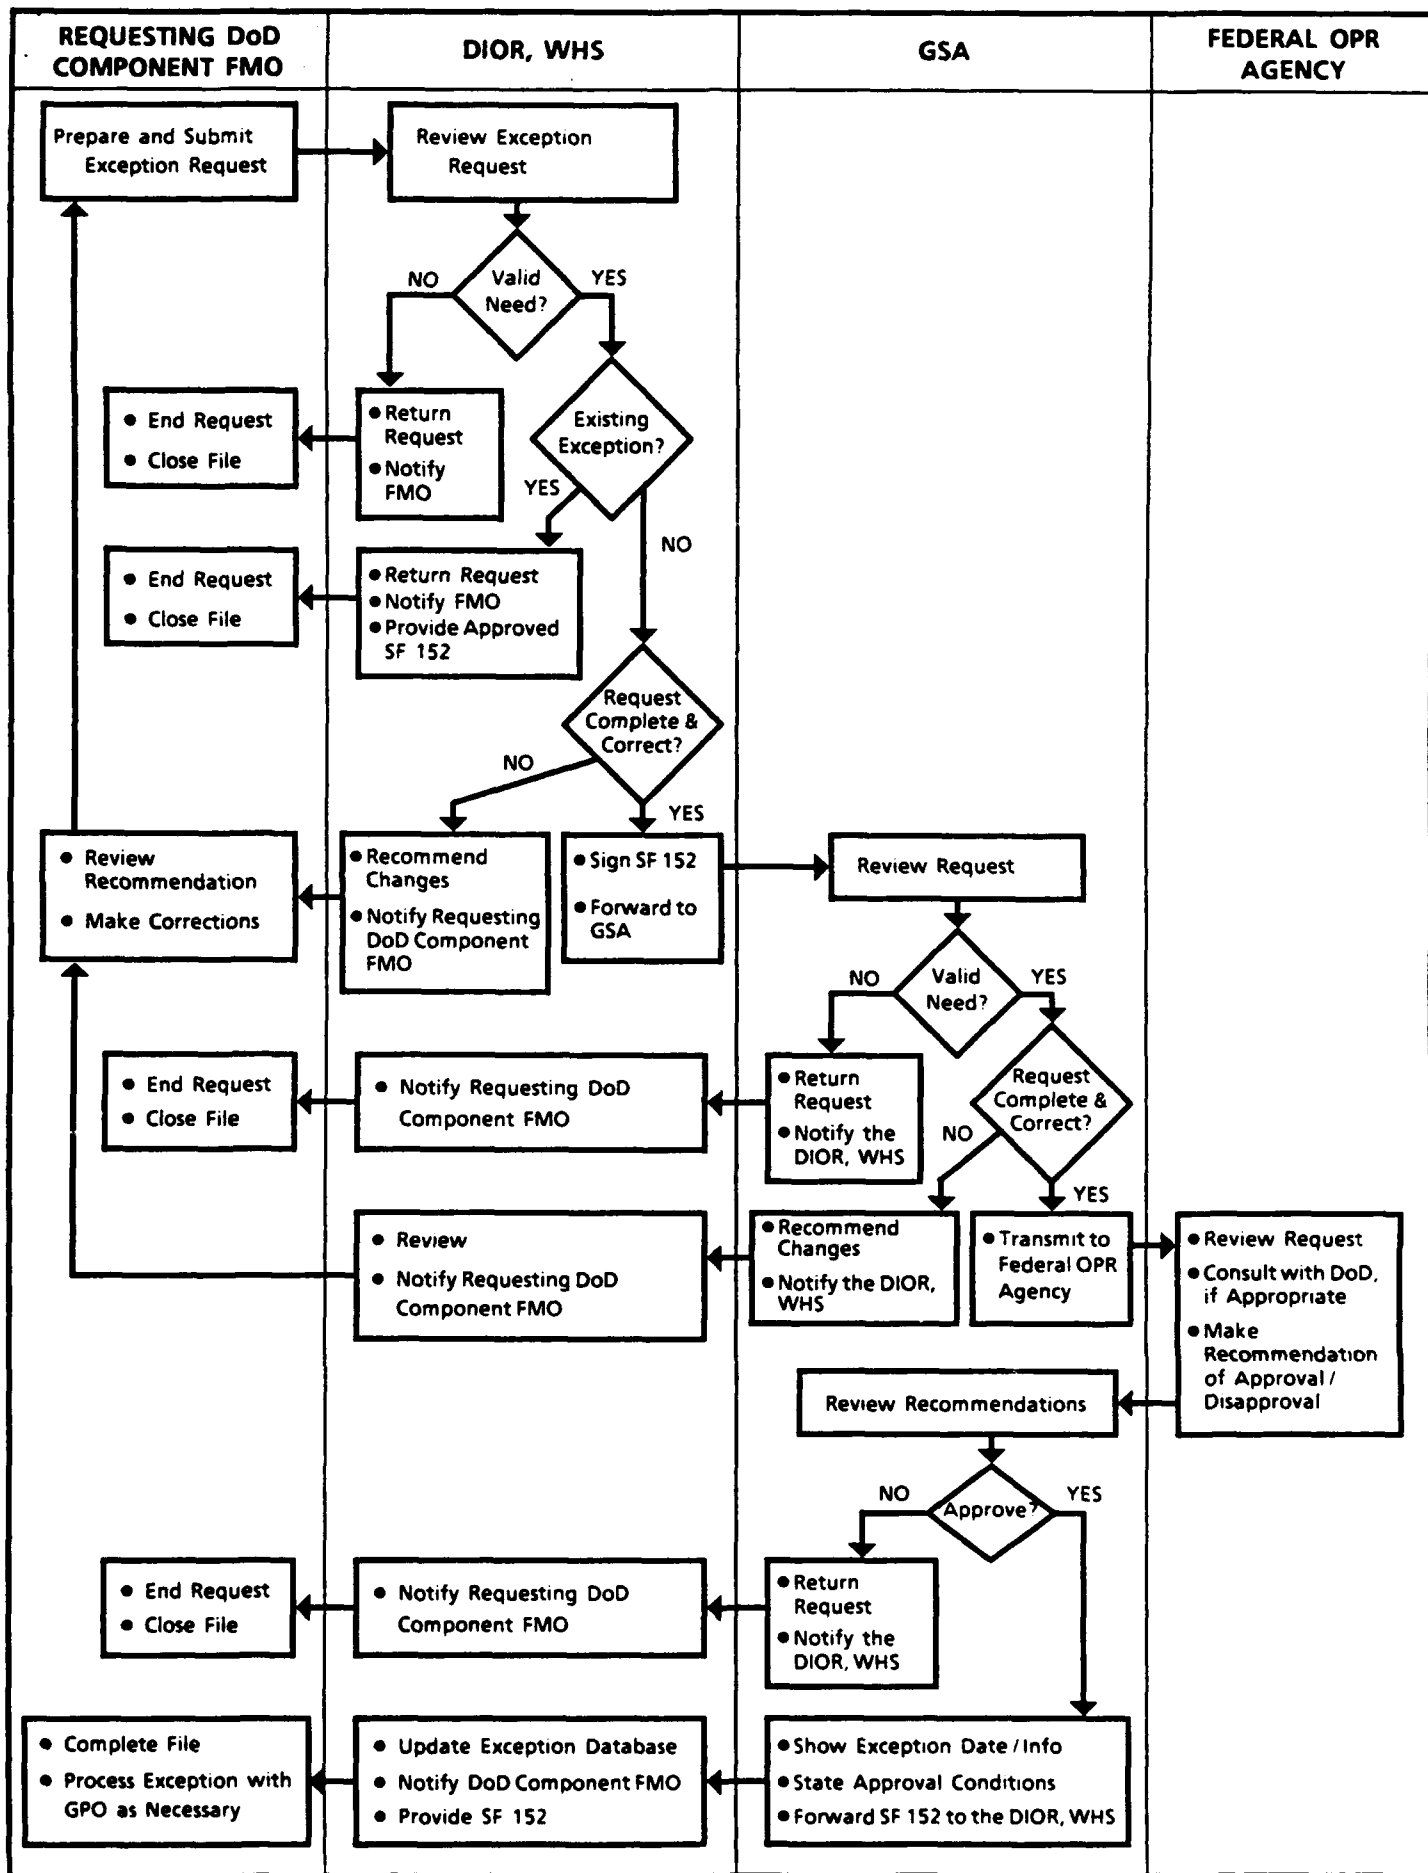 REQUESTING DoD
COMPONENT FMO
DIOR, WHS
GSA
FEDERAL OPR
AGENCY
Prepare and Submit
Exception Request
Review Exception
Request
Valid
Need?
NO
YES
● End Request
● Close File
● Return
Request
● Notify
FMO
Existing
Exception?
YES
NO
● End Request
● Close File
● Return Request
● Notify FMO
● Provide Approved
SF 152
Request
Complete &
Correct?
NO
YES
● Review
Recommendation
● Make Corrections
● Recommend
Changes
● Notify Requesting
DoD Component
FMO
● Sign SF 152
● Forward to
GSA
Review Request
Valid
Need?
NO
YES
● End Request
● Close File
● Notify Requesting DoD
Component FMO
● Return
Request
● Notify the
DIOR, WHS
Request
Complete &
Correct?
NO
YES
● Review
● Notify Requesting DoD
Component FMO
● Recommend
Changes
● Notify the DIOR,
WHS
● Transmit to
Federal OPR
Agency
● Review Request
● Consult with DoD,
if Appropriate
● Make
Recommendation
of Approval /
Disapproval
Review Recommendations
Approve?
NO
YES
● End Request
● Close File
● Notify Requesting DoD
Component FMO
● Return
Request
● Notify the
DIOR, WHS
● Complete File
● Process Exception with
GPO as Necessary
● Update Exception Database
● Notify DoD Component FMO
● Provide SF 152
● Show Exception Date / Info
● State Approval Conditions
● Forward SF 152 to the DIOR, WHS